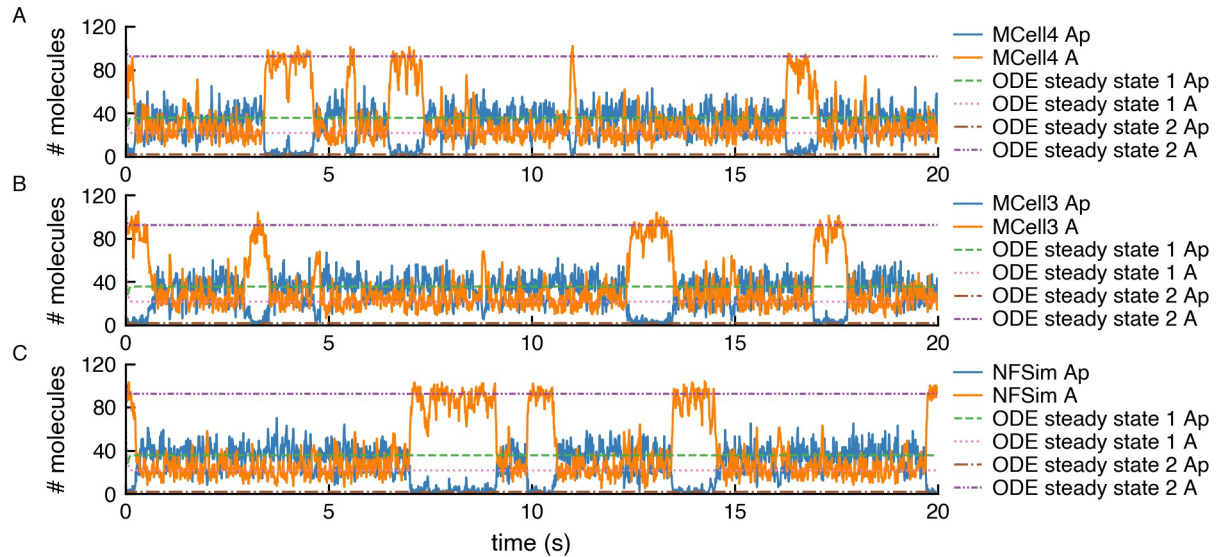 A
120
80
40
0
# molecules
0
5
10
15
20
MCell4 Ap
MCell4 A
ODE steady state 1 Ap
ODE steady state 1 A
ODE steady state 2 Ap
ODE steady state 2 A
B
120
80
40
0
# molecules
0
5
10
15
20
MCell3 Ap
MCell3 A
ODE steady state 1 Ap
ODE steady state 1 A
ODE steady state 2 Ap
ODE steady state 2 A
C
120
80
40
0
# molecules
0
5
10
15
20
time (s)
NFSim Ap
NFSim A
ODE steady state 1 Ap
ODE steady state 1 A
ODE steady state 2 Ap
ODE steady state 2 A